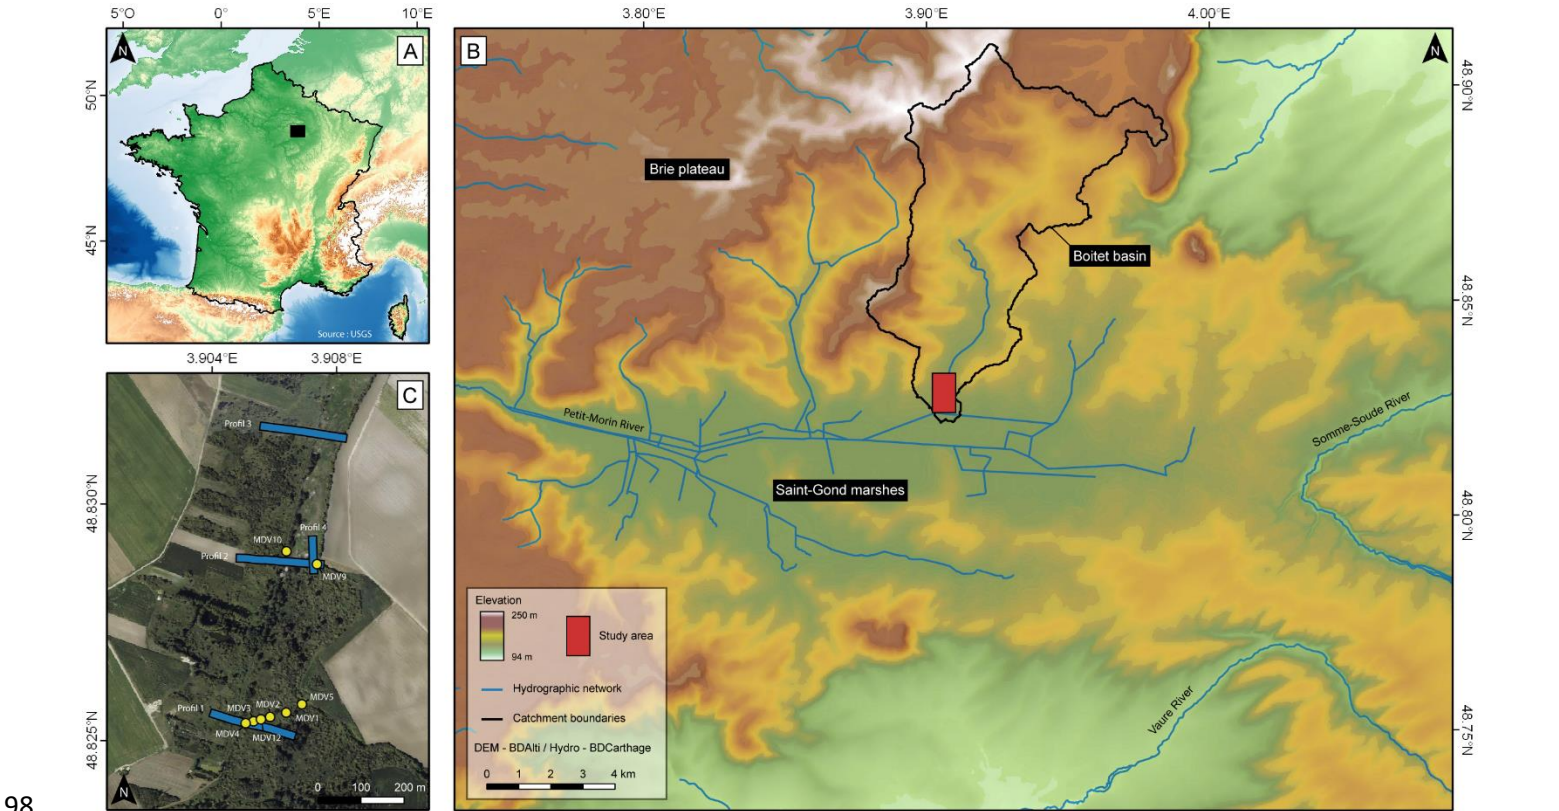 5°O 0° 5°E 10°E
N
A
50°N
45°N
Source : USGS
3.904°E 3.908°E
C
Profil 3
48.830°N
Profil 4
MDV10
Profil 2
MDV9
MDV5
MDV2
MDV3
Profil 1
MDV1
MDV4
MDV12
48.825°N
N
0 100 200 m
3.80°E 3.90°E 4.00°E
B
N
48.90°N
Brie plateau
Boitet basin
48.85°N
Petit-Morin River
Somme-Soude River
Saint-Gond marshes
48.80°N
Elevation
250 m
94 m
Study area
Hydrographic network
Catchment boundaries
DEM - BDAlti / Hydro - BDCarthage
0 1 2 3 4 km
Vaure River
48.75°N
98